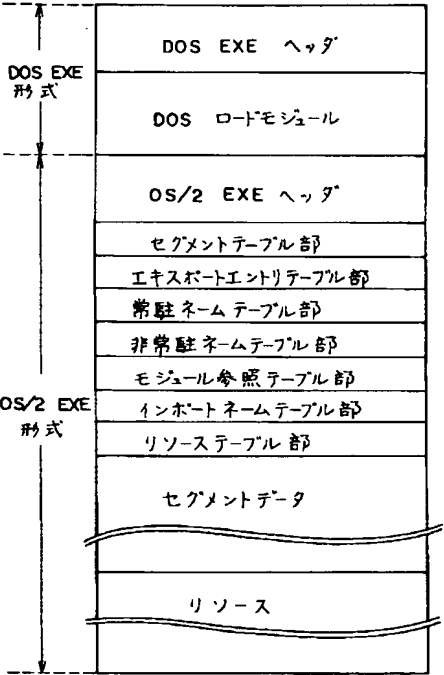 DOS EXE ヘッダ
DOS EXE
形式
DOS ロードモジュール
OS/2 EXE ヘッダ
セグメントテーブル部
エキスポートエントリテーブル部
常駐ネームテーブル部
非常駐ネームテーブル部
モジュール参照テーブル部
OS/2 EXE
形式
インポートネームテーブル部
リソーステーブル部
セグメントデータ
リソース